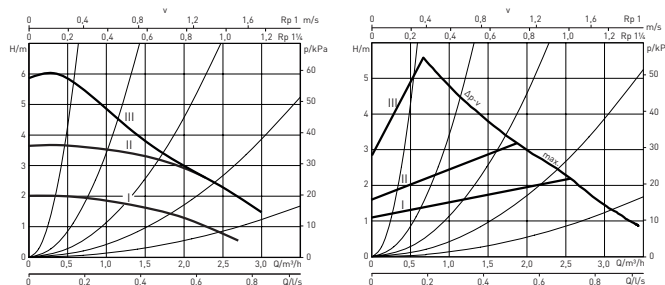 v
0 0,4 0,8 1,2 1,6 Rp 1 m/s
0 0,2 0,4 0,6 0,8 1,0 1,2 Rp 1¼
H/m p/kPa
6 60
5 50
4 40
3 30
2 20
1 10
0 0
III
II
I
0 0,5 1,0 1,5 2,0 3,0 Q/m³/h
0 0.2 0.4 0.6 0.8 Q/l/s
v
0 0,4 0,8 1,2 1,6 Rp 1 m/s
0 0,2 0,4 0,6 0,8 1,0 1,2 Rp 1¼
H/m p/kPa
5 50
4 40
3 30
2 20
1 10
0 0
III
Δp-v
II
max.
I
0 0,5 1,0 1,5 2,0 2,5 3,0 Q/m³/h
0 0.2 0.4 0.6 0.8 Q/l/s